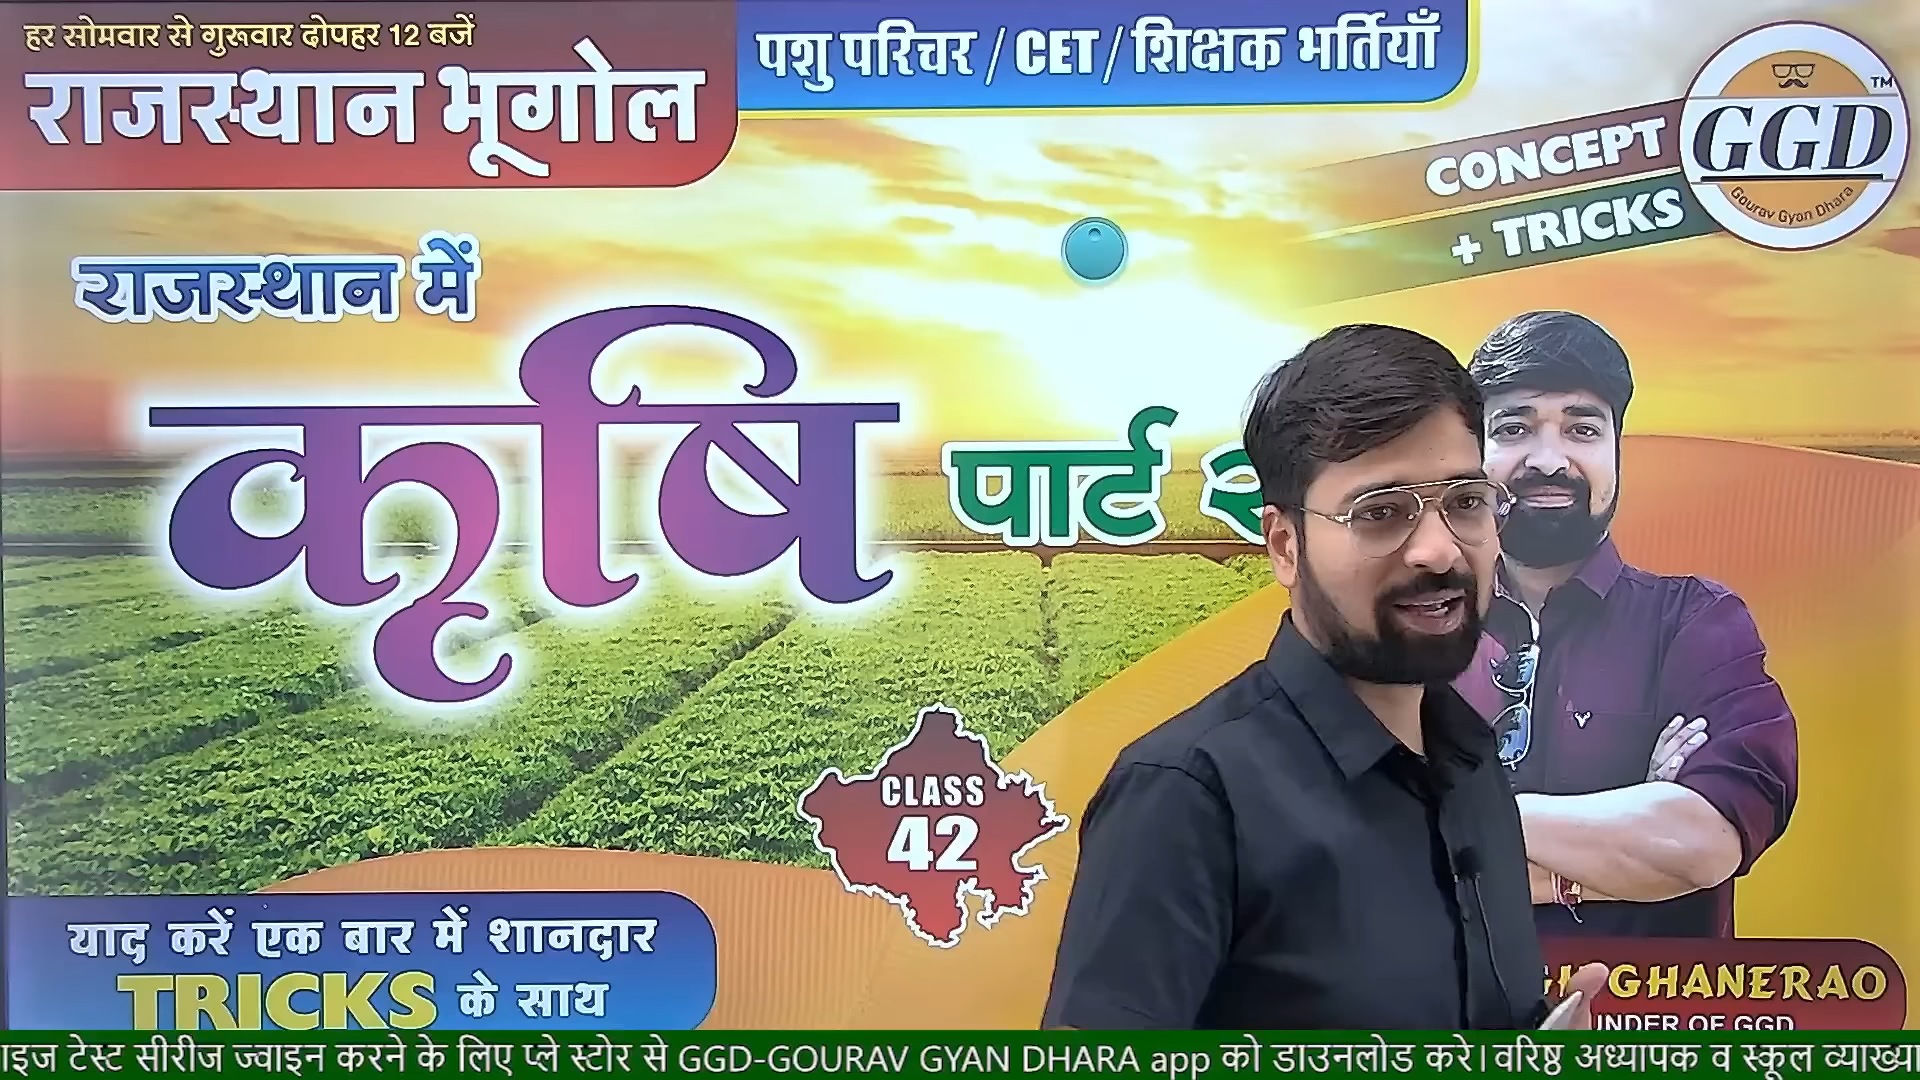 हर सोमवार से गुरूवार दोपहर 12 बजें
राजस्थान भूगोल
पशु परिचर / CET / शिक्षक भर्तियाँ
CONCEPT
+ TRICKS
GGD
TM
Gourav Gyan Dhara
राजस्थान में
कृषि
पार्ट
CLASS
42
याद करें एक बार में शानदार
TRICKS के साथ
GHANERAO
UNDER OF GGD
इज टेस्ट सीरीज ज्वाइन करने के लिए प्ले स्टोर से GGD-GOURAV GYAN DHARA app को डाउनलोड करे।वरिष्ठ अध्यापक व स्कूल व्याख्या